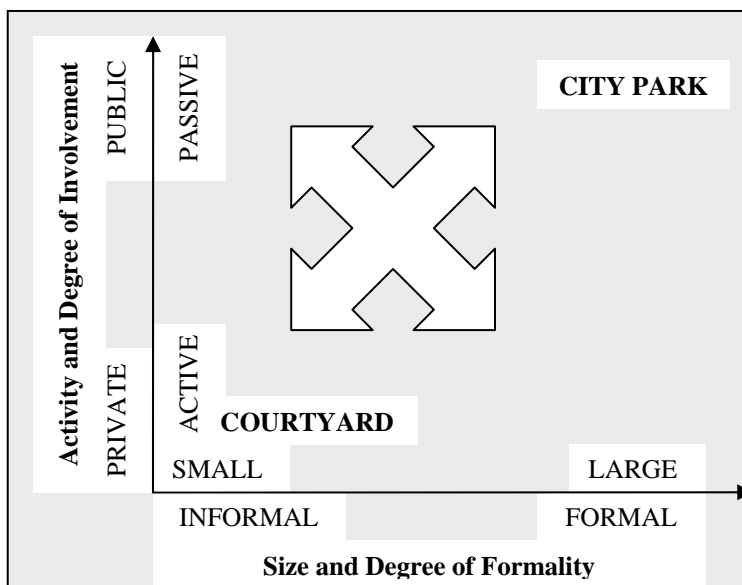 CITY PARK
Activity and Degree of Involvement
PUBLIC
PASSIVE
PRIVATE
ACTIVE
COURTYARD
SMALL
LARGE
INFORMAL
FORMAL
Size and Degree of Formality